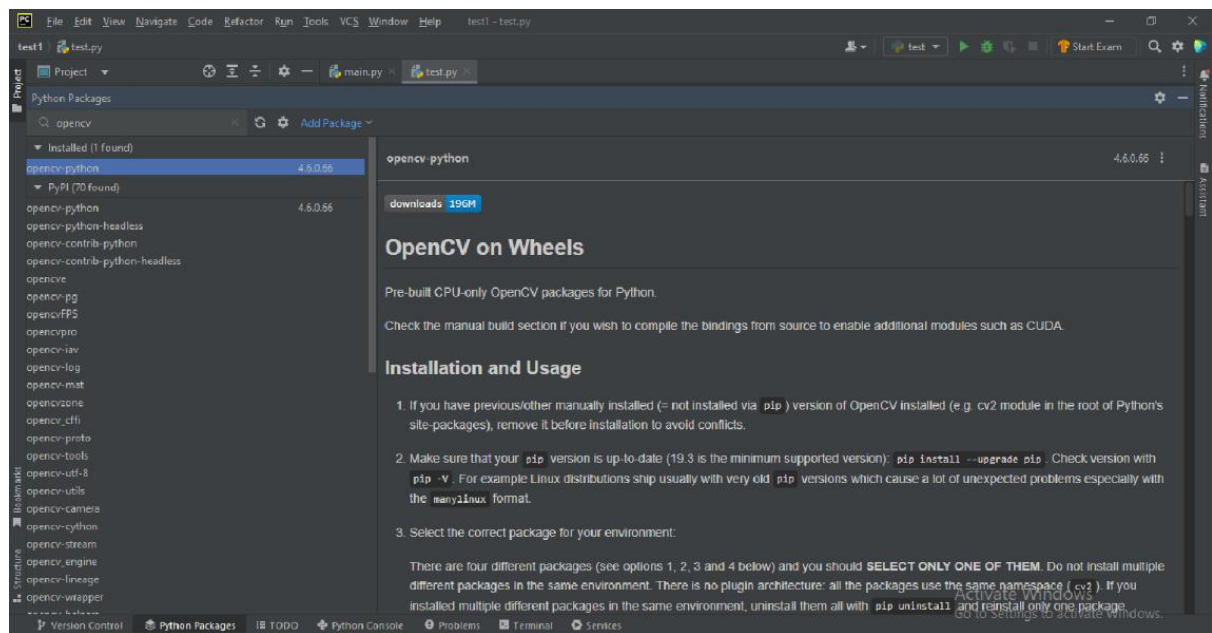 PC File Edit View Navigate Code Refactor Run Tools VCS Window Help test1 - test.py
test1 test.py test Start Exam
Project main.py test.py
Python Packages
opencv Add Package
Installed (1 found)
opencv-python 4.6.0.66
PyPI (70 found)
opencv-python 4.6.0.66
opencv-python-headless
opencv-contrib-python
opencv-contrib-python-headless
opencve
opencv-pg
opencvFPS
opencvpro
opencv-iav
opencv-log
opencv-mat
opencvzone
opencv_cffi
opencv-proto
opencv-tools
opencv-utf-8
opencv-utils
opencv-camera
opencv-cython
opencv-stream
opencv_engine
opencv-lineage
opencv-wrapper
opencv-python 4.6.0.66
downloads 196M
OpenCV on Wheels
Pre-built CPU-only OpenCV packages for Python.
Check the manual build section if you wish to compile the bindings from source to enable additional modules such as CUDA.
Installation and Usage
1. If you have previous/other manually installed (= not installed via pip ) version of OpenCV installed (e.g. cv2 module in the root of Python's
site-packages), remove it before installation to avoid conflicts.
2. Make sure that your pip version is up-to-date (19.3 is the minimum supported version): pip install --upgrade pip . Check version with
pip -V . For example Linux distributions ship usually with very old pip versions which cause a lot of unexpected problems especially with
the manylinux format.
3. Select the correct package for your environment:
There are four different packages (see options 1, 2, 3 and 4 below) and you should SELECT ONLY ONE OF THEM. Do not install multiple
different packages in the same environment. There is no plugin architecture: all the packages use the same namespace ( cv2 ). If you
installed multiple different packages in the same environment, uninstall them all with pip uninstall and reinstall only one package.
Activate Windows
Go to Settings to activate Windows.
Project
Bookmarks
Structure
Notifications
Assistant
Version Control Python Packages TODO Python Console Problems Terminal Services